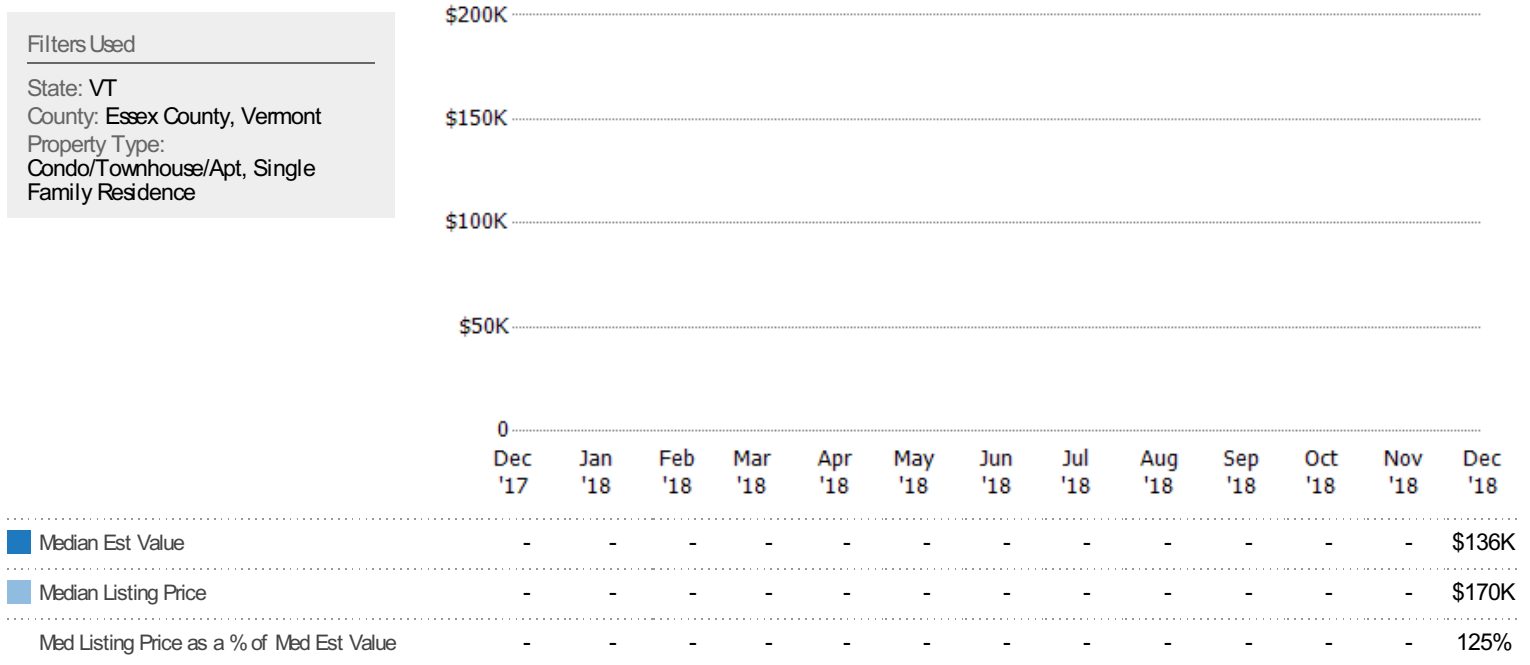 Filters Used
State: VT
County: Essex County, Vermont
Property Type:
Condo/Townhouse/Apt, Single
Family Residence
$200K
$150K
$100K
$50K
0
Dec Jan Feb Mar Apr May Jun Jul Aug Sep Oct Nov Dec
'17 '18 '18 '18 '18 '18 '18 '18 '18 '18 '18 '18 '18
Median Est Value - - - - - - - - - - - - $136K
Median Listing Price - - - - - - - - - - - - $170K
Med Listing Price as a % of Med Est Value - - - - - - - - - - - - 125%